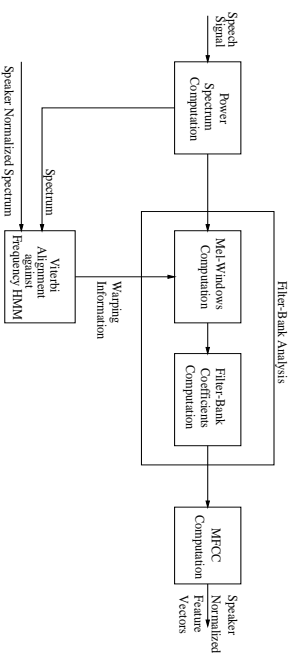 Speech
Signal
Power
Spectrum
Computation
Filter-Bank Analysis
Mel-Windows
Computation
Filter-Bank
Coefficients
Computation
MFCC
Computation
Speaker
Normalized
Feature
Vectors
Spectrum
Speaker Normalized Spectrum
Viterbi
Alignment
against
Frequency HMM
Warping
Information